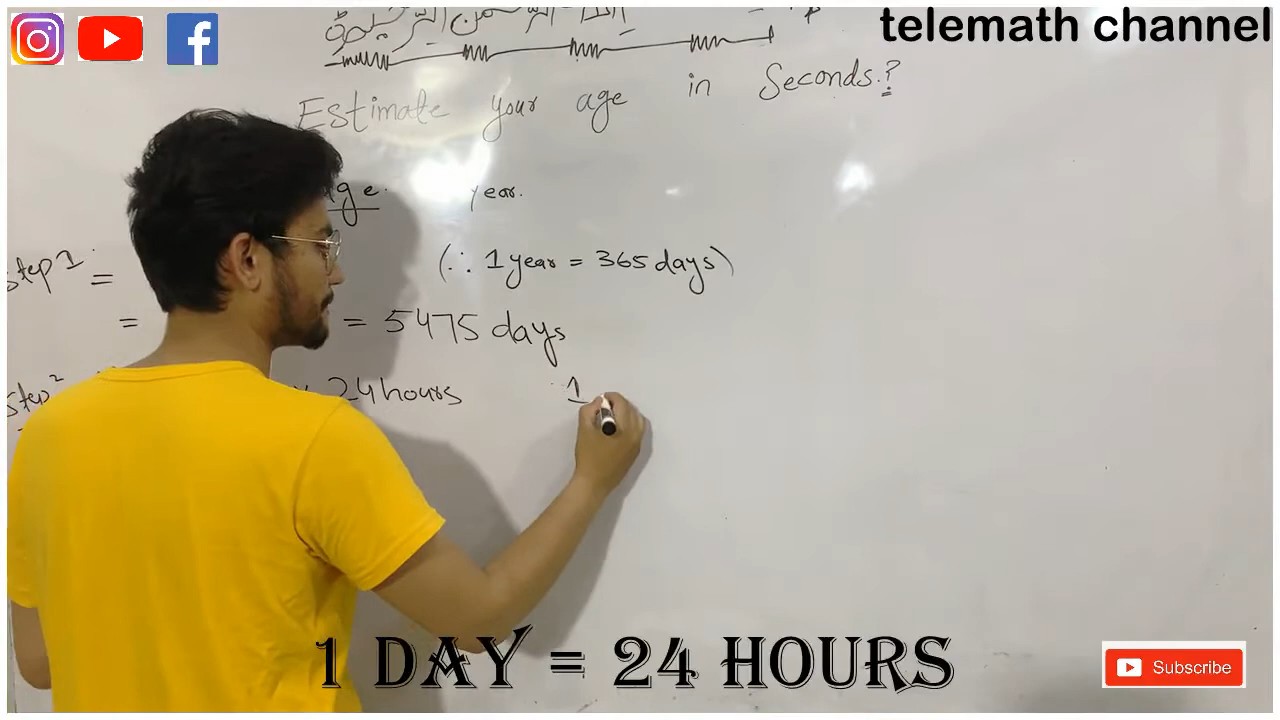 telemath channel
Estimate your age in Seconds.?
age. year.
Step 1 = (∴ 1 year = 365 days)
= = 5475 days
Step 2 24 hours 1
1 DAY = 24 HOURS
Subscribe